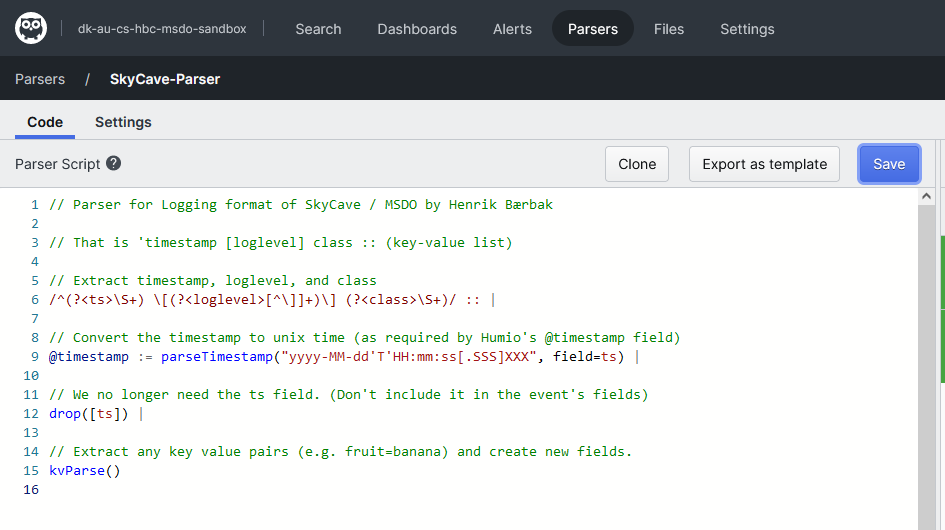 dk-au-cs-hbc-msdo-sandbox Search Dashboards Alerts Parsers Files Settings
Parsers / SkyCave-Parser
Code Settings
Parser Script ? Clone Export as template Save
1 // Parser for Logging format of SkyCave / MSDO by Henrik Bærbak
2
3 // That is 'timestamp [loglevel] class :: (key-value list)
4
5 // Extract timestamp, loglevel, and class
6 /^(?<ts>\S+) \[(?<loglevel>[^\]]+)\] (?<class>\S+)/ :: |
7
8 // Convert the timestamp to unix time (as required by Humio's @timestamp field)
9 @timestamp := parseTimestamp("yyyy-MM-dd'T'HH:mm:ss[.SSS]XXX", field=ts) |
10
11 // We no longer need the ts field. (Don't include it in the event's fields)
12 drop([ts]) |
13
14 // Extract any key value pairs (e.g. fruit=banana) and create new fields.
15 kvParse()
16